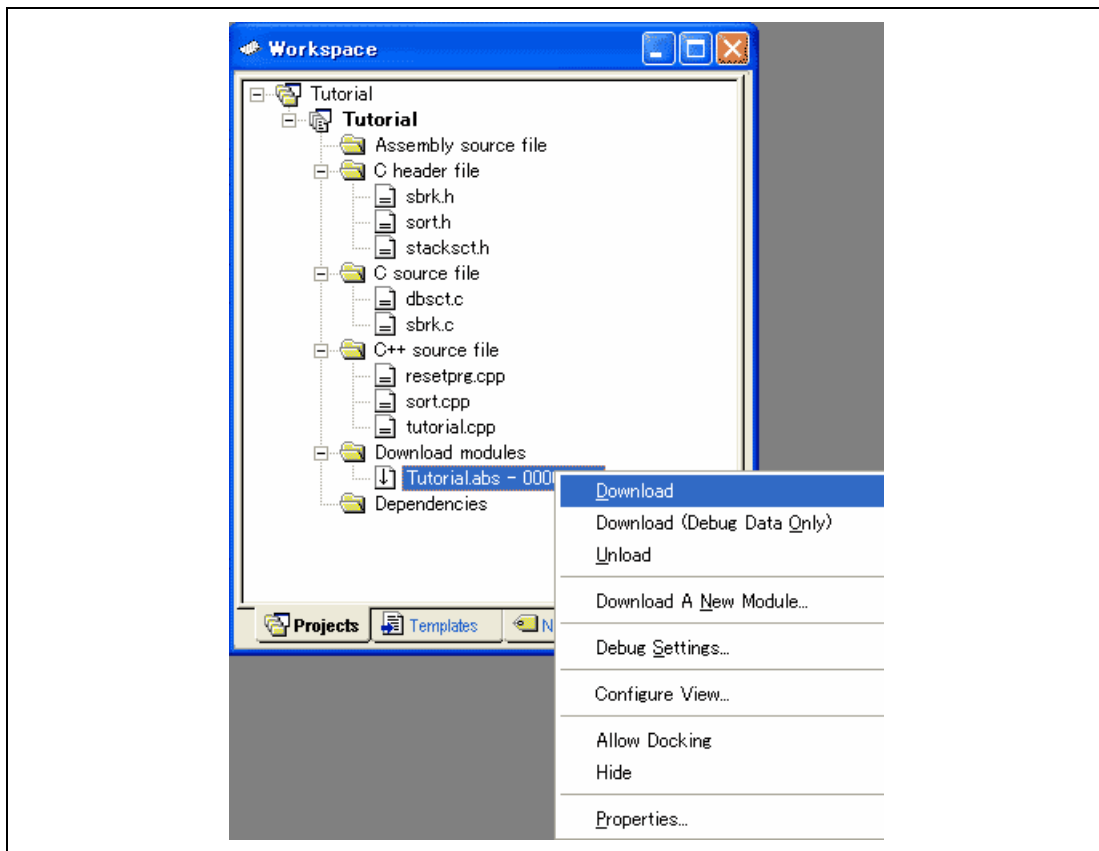 Workspace
Tutorial
Tutorial
Assembly source file
C header file
sbrk.h
sort.h
stacksct.h
C source file
dbsct.c
sbrk.c
C++ source file
resetprg.cpp
sort.cpp
tutorial.cpp
Download modules
Tutorial.abs - 000
Dependencies
Projects Templates N
Download
Download (Debug Data Only)
Unload
Download A New Module...
Debug Settings...
Configure View...
Allow Docking
Hide
Properties...